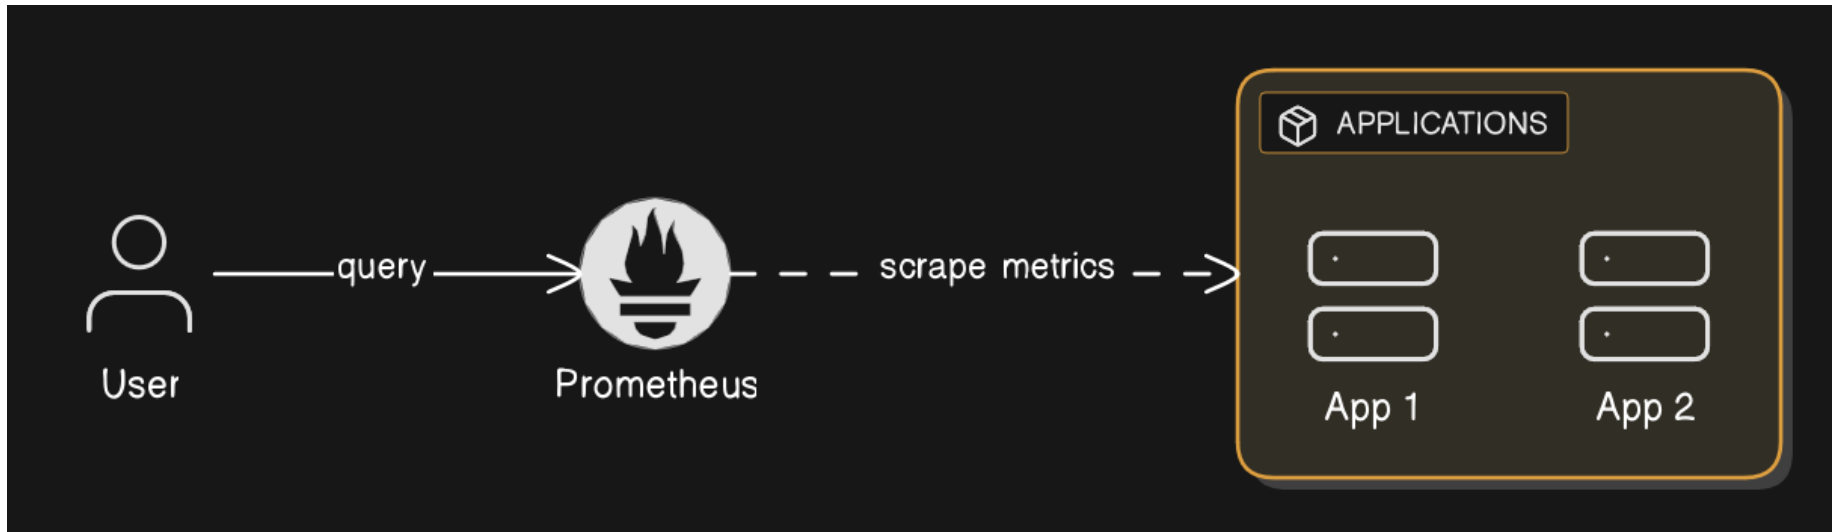 APPLICATIONS
query
scrape metrics
User
Prometheus
App 1
App 2